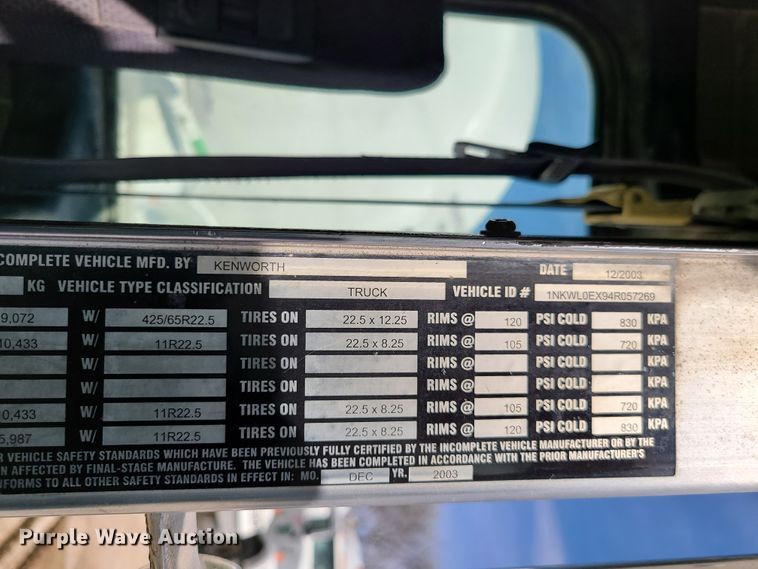 COMPLETE VEHICLE MFD. BY KENWORTH DATE 12/2003
KG VEHICLE TYPE CLASSIFICATION TRUCK VEHICLE ID # 1NKWL0EX94R057269
9,072 W/ 425/65R22.5 TIRES ON 22.5 x 12.25 RIMS @ 120 PSI COLD 830 KPA
10,433 W/ 11R22.5 TIRES ON 22.5 x 8.25 RIMS @ 105 PSI COLD 720 KPA
W/ TIRES ON RIMS @ PSI COLD KPA
W/ TIRES ON RIMS @ PSI COLD KPA
10,433 W/ 11R22.5 TIRES ON 22.5 x 8.25 RIMS @ 105 PSI COLD 720 KPA
5,987 W/ 11R22.5 TIRES ON 22.5 x 8.25 RIMS @ 120 PSI COLD 830 KPA
VEHICLE SAFETY STANDARDS WHICH HAVE BEEN PREVIOUSLY FULLY CERTIFIED BY THE INCOMPLETE VEHICLE MANUFACTURER OR BY THE
N AFFECTED BY FINAL-STAGE MANUFACTURE. THE VEHICLE HAS BEEN COMPLETED IN ACCORDANCE WITH THE PRIOR MANUFACTURER'S
NFORMS TO ALL OTHER SAFETY STANDARDS IN EFFECT IN: MO. DEC YR. 2003
Purple Wave Auction